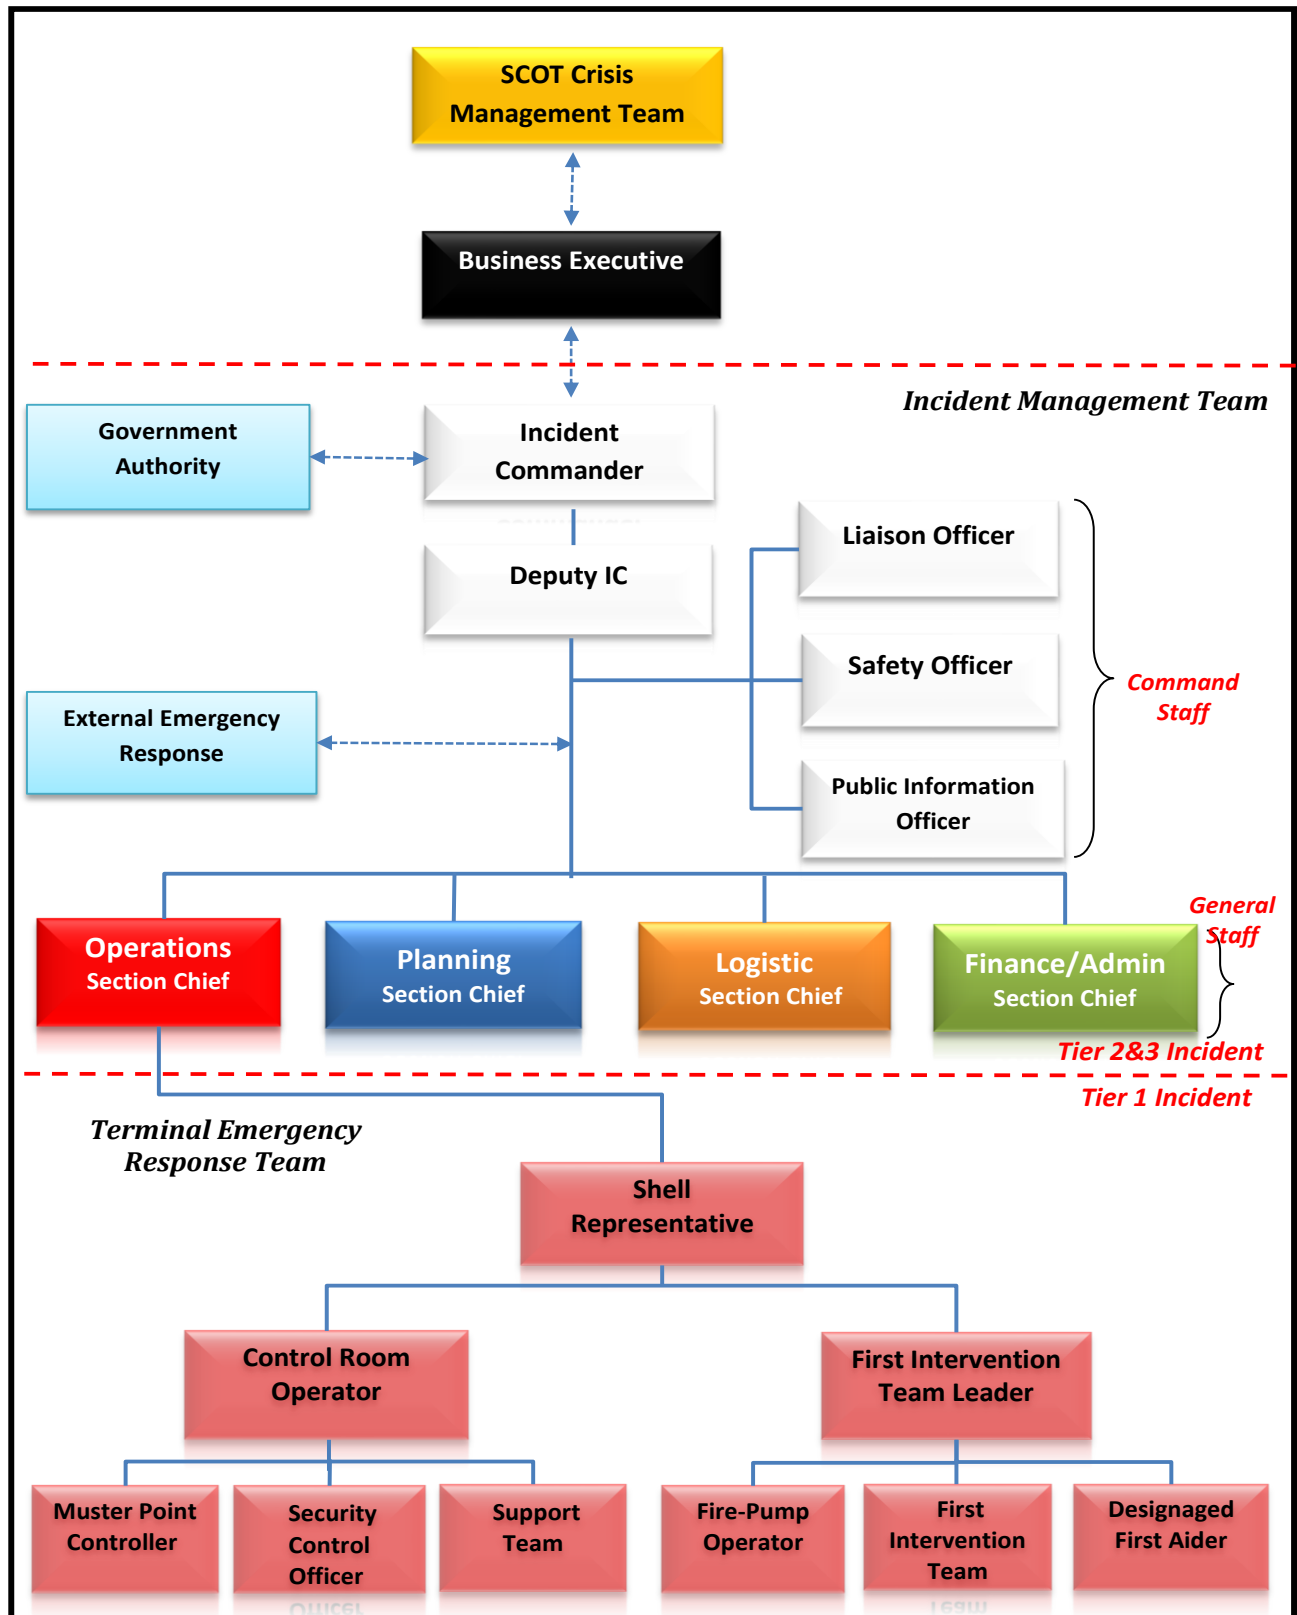 SCOT Crisis
Management Team
Business Executive
Incident Management Team
Government
Authority
Incident
Commander
Deputy IC
Liaison Officer
Safety Officer
Public Information
Officer
Command
Staff
External Emergency
Response
General
Staff
Operations
Section Chief
Planning
Section Chief
Logistic
Section Chief
Finance/Admin
Section Chief
Tier 2&3 Incident
Tier 1 Incident
Terminal Emergency
Response Team
Shell
Representative
Control Room
Operator
First Intervention
Team Leader
Muster Point
Controller
Security
Control
Officer
Support
Team
Fire-Pump
Operator
First
Intervention
Team
Designaged
First Aider